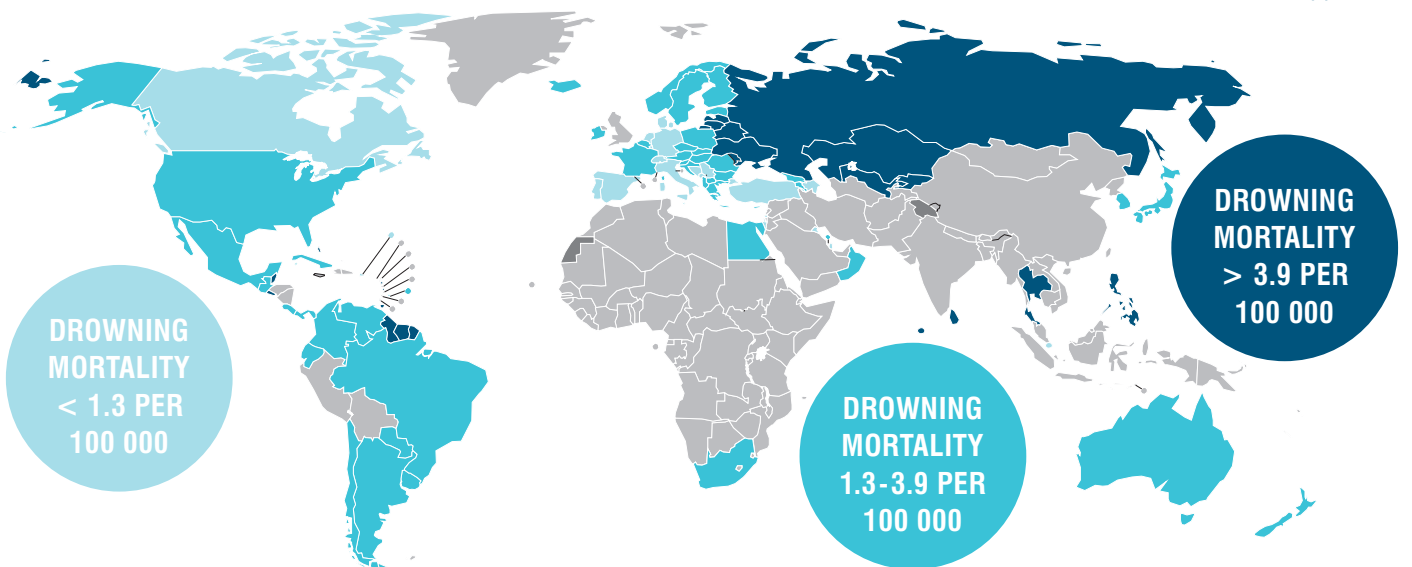 DROWNING
MORTALITY
< 1.3 PER
100 000
DROWNING
MORTALITY
1.3-3.9 PER
100 000
DROWNING
MORTALITY
> 3.9 PER
100 000